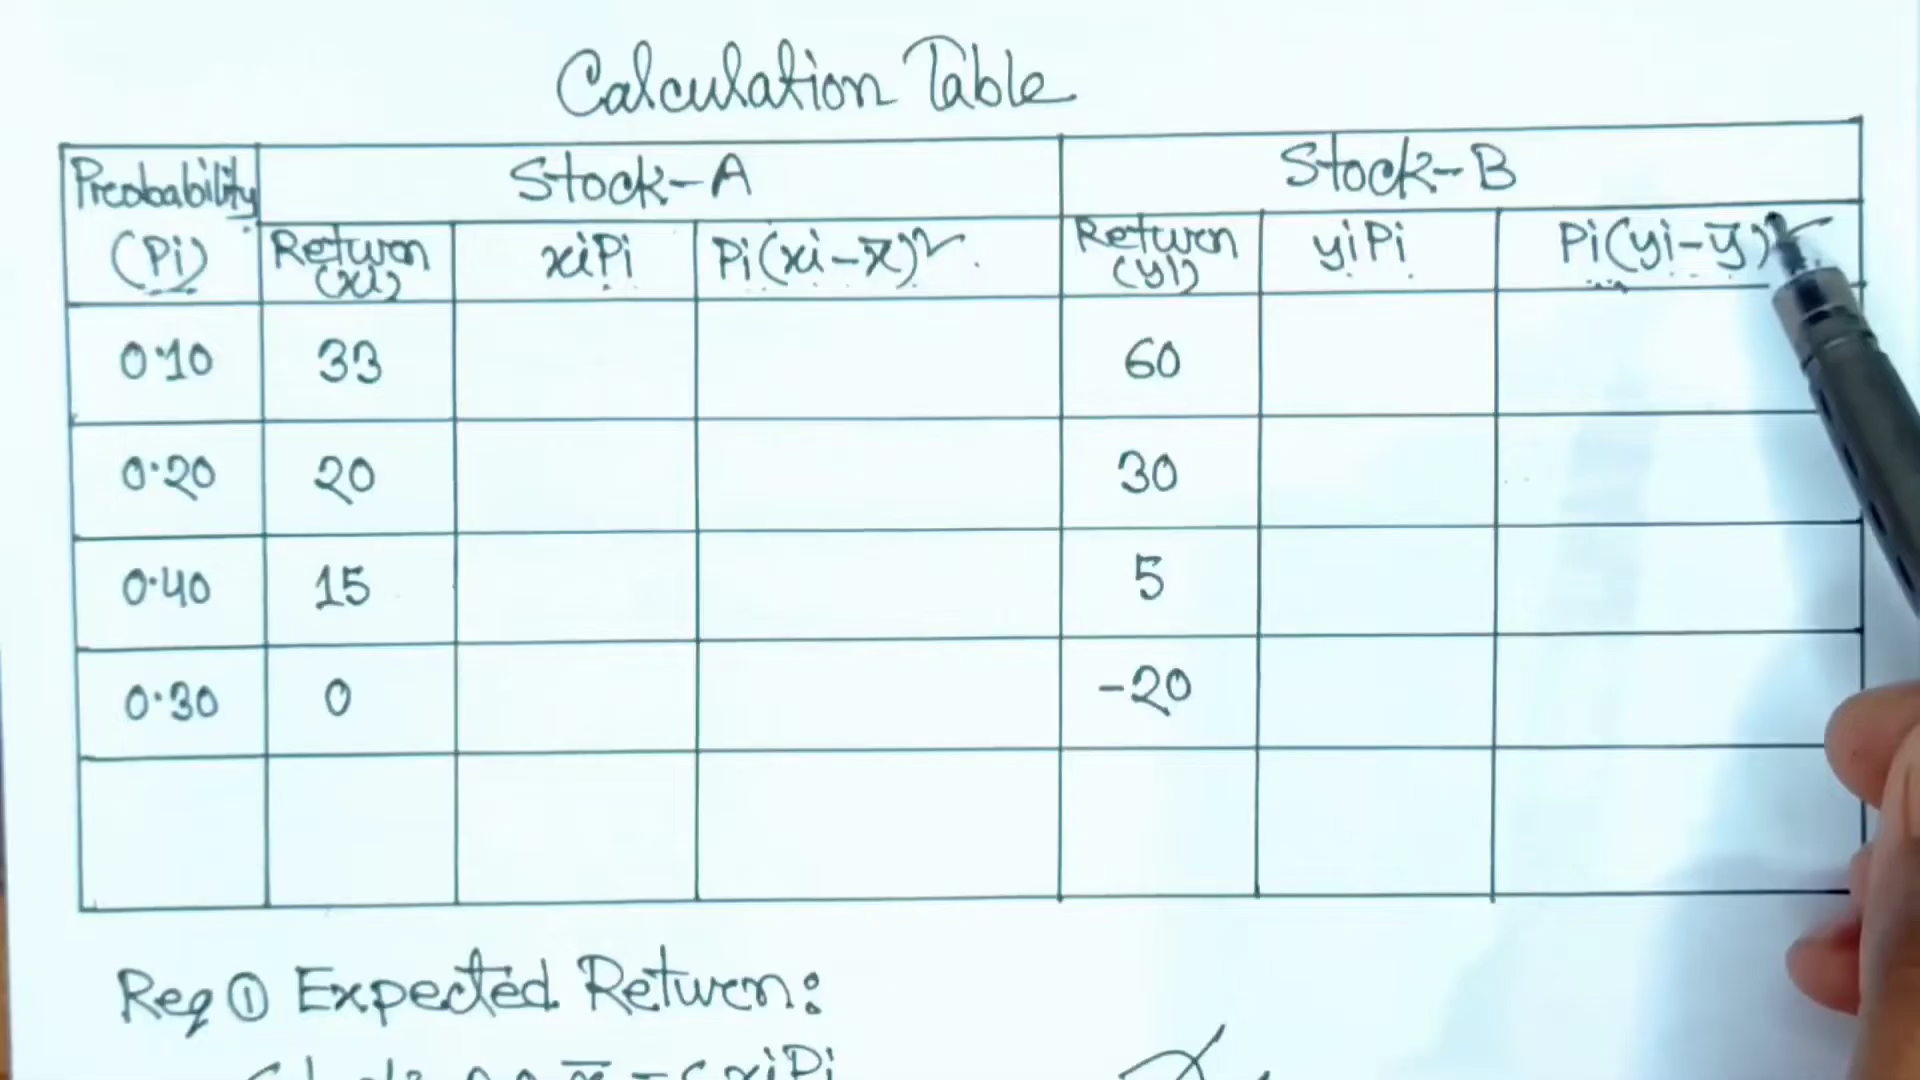 Calculation Table
Probability (Pi) Stock-A Stock-B
Return (xi) xiPi Pi(xi-x̄)² Return (yi) yiPi Pi(yi-ȳ)²
0.10 33 60
0.20 20 30
0.40 15 5
0.30 0 -20
Req ① Expected Return:
xiPi